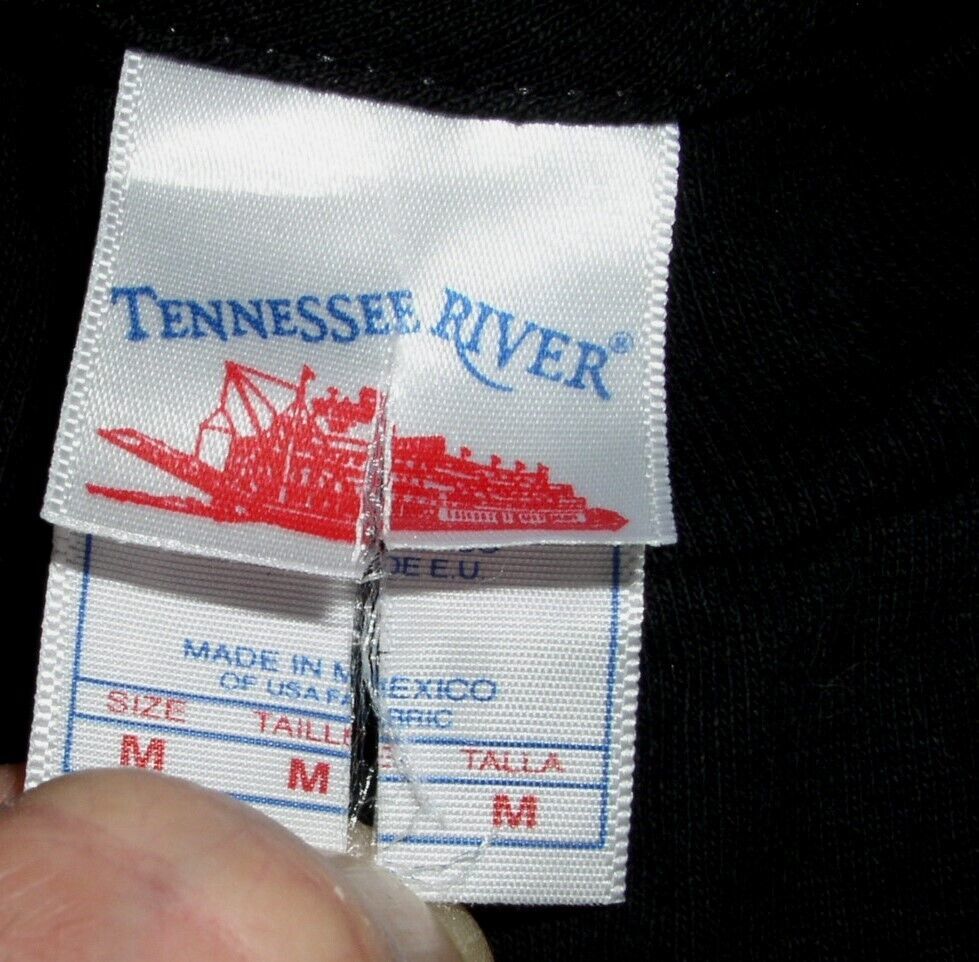 TENNESSEE RIVER®
DE E.U.
MADE IN MEXICO
OF USA FABRIC
SIZE TAILLE TALLA
M M M